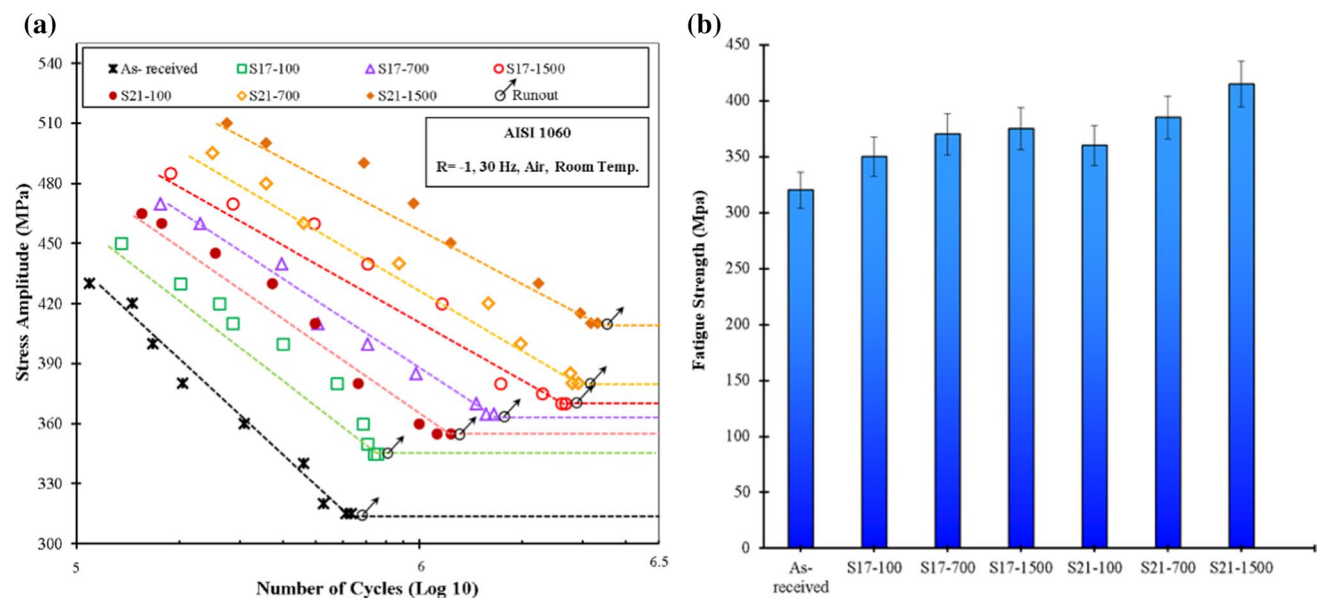 (a)
Stress Amplitude (MPa)
540
510
480
450
420
390
360
330
300
As- received S17-100 S17-700 S17-1500
S21-100 S21-700 S21-1500 Runout
AISI 1060
R= -1, 30 Hz, Air, Room Temp.
5 6 6.5
Number of Cycles (Log 10)
(b)
Fatigue Strength (Mpa)
450
400
350
300
250
200
150
100
50
0
As- S17-100 S17-700 S17-1500 S21-100 S21-700 S21-1500
received